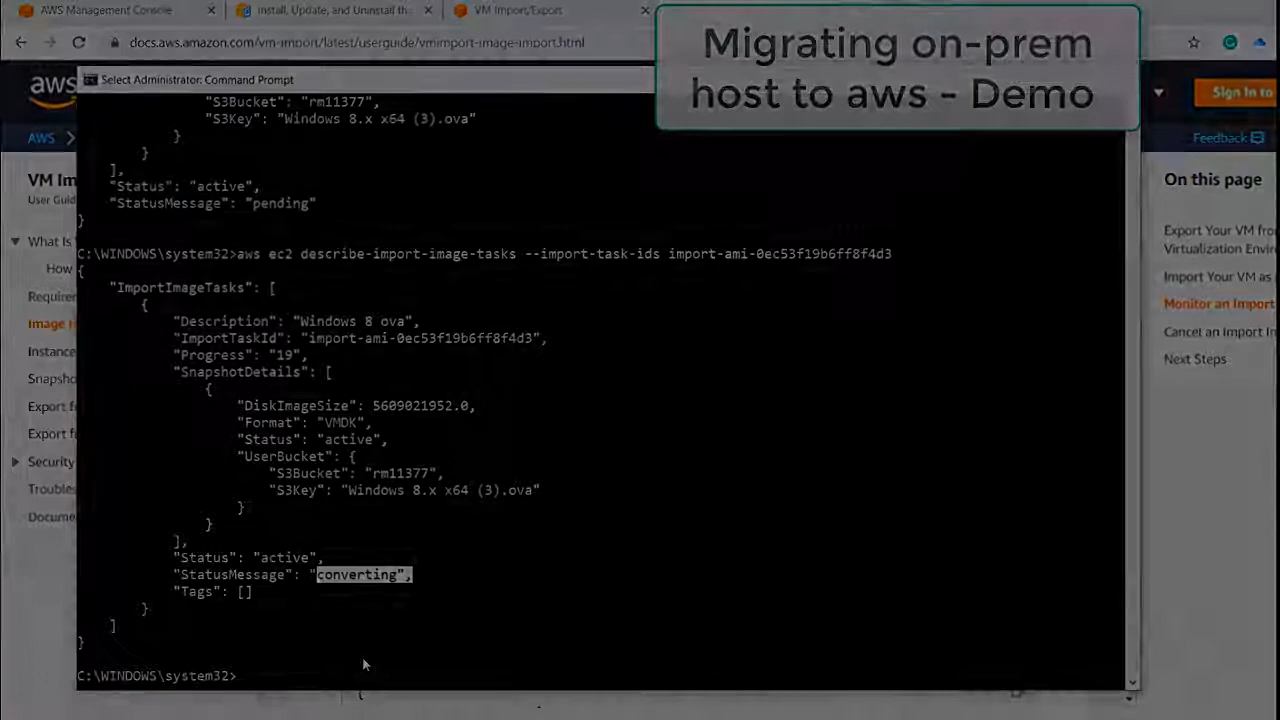 AWS Management Console
Install, Update, and Uninstall th
VM Import/Export
docs.aws.amazon.com/vm-import/latest/userguide/vmimport-image-import.html
Migrating on-prem
host to aws - Demo
aws
Sign In to
Select Administrator: Command Prompt
AWS
Feedback
VM Im
User Guid
What Is
How
Requirem
Image I
Instance
Snapsho
Export f
Export f
Security
Troubles
Docume
"S3Bucket": "rm11377",
"S3Key": "Windows 8.x x64 (3).ova"
}
}
],
"Status": "active",
"StatusMessage": "pending"
}
C:\WINDOWS\system32>aws ec2 describe-import-image-tasks --import-task-ids import-ami-0ec53f19b6ff8f4d3
{
"ImportImageTasks": [
{
"Description": "Windows 8 ova",
"ImportTaskId": "import-ami-0ec53f19b6ff8f4d3",
"Progress": "19",
"SnapshotDetails": [
{
"DiskImageSize": 5609021952.0,
"Format": "VMDK",
"Status": "active",
"UserBucket": {
"S3Bucket": "rm11377",
"S3Key": "Windows 8.x x64 (3).ova"
}
}
],
"Status": "active",
"StatusMessage": "converting",
"Tags": []
}
]
}
C:\WINDOWS\system32>
On this page
Export Your VM from
Virtualization Envir
Import Your VM as
Monitor an Import
Cancel an Import I
Next Steps